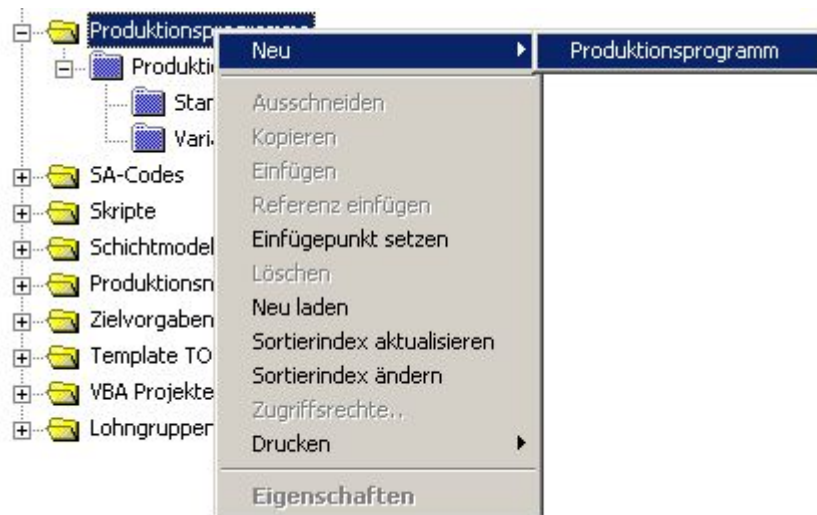 Produktionsprogramme
Neu
Produktionsprogramm
Produkti
Star
Ausschneiden
Vari
Kopieren
SA-Codes
Einfügen
Skripte
Referenz einfügen
Schichtmodel
Einfügepunkt setzen
Produktionsn
Löschen
Zielvorgaben
Neu laden
Template TO
Sortierindex aktualisieren
VBA Projekte
Sortierindex ändern
Lohngrupper
Zugriffsrechte..
Drucken
Eigenschaften